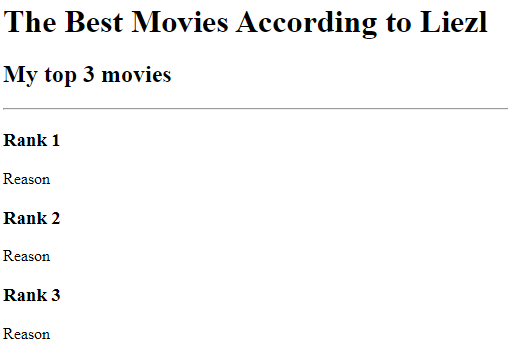 The Best Movies According to Liezl
My top 3 movies
Rank 1
Reason
Rank 2
Reason
Rank 3
Reason